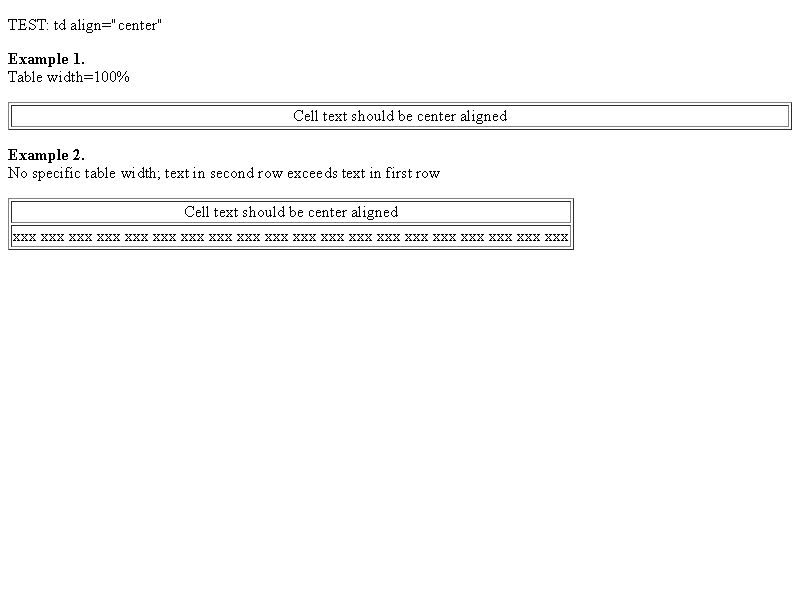 TEST: td align="center"
Example 1.
Table width=100%
Cell text should be center aligned
Example 2.
No specific table width; text in second row exceeds text in first row
Cell text should be center aligned
xxx xxx xxx xxx xxx xxx xxx xxx xxx xxx xxx xxx xxx xxx xxx xxx xxx xxx xxx xxx